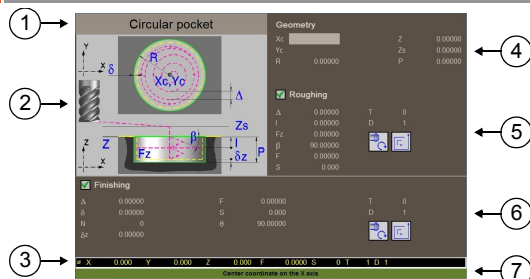 1
Circular pocket
Geometry
Xc
Z 0.00000
Yc
Zs 0.00000
R 0.00000 P 0.00000
4
Y
X
R
δ
Xc,Yc
Δ
2
Roughing
Δ 0.00000 T 0
I 0.00000 D 1
Fz 0.00000
β 90.00000
F 0.00000
S 0.000
5
Zs
Z
X
Z
β
Fz
I
δz
P
Finishing
Δ 0.00000 F 0.00000 T 0
δ 0.00000 S 0.000 D 1
N 0 θ 90.00000
δz 0.00000
6
3
# X 0.000 Y 0.000 Z 0.000 F 0.0000 S 0 T 1 D 1
Center coordinate on the X axis
7